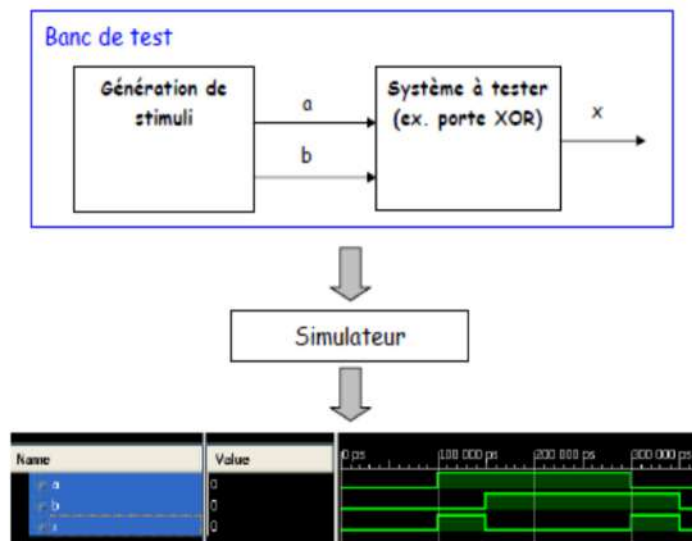 Banc de test
Génération de
stimuli
a
b
Système à tester
(ex. porte XOR)
x
Simulateur
Name
Value
0 ps
100 000 ps
200 000 ps
300 000 ps
a
0
b
0
0